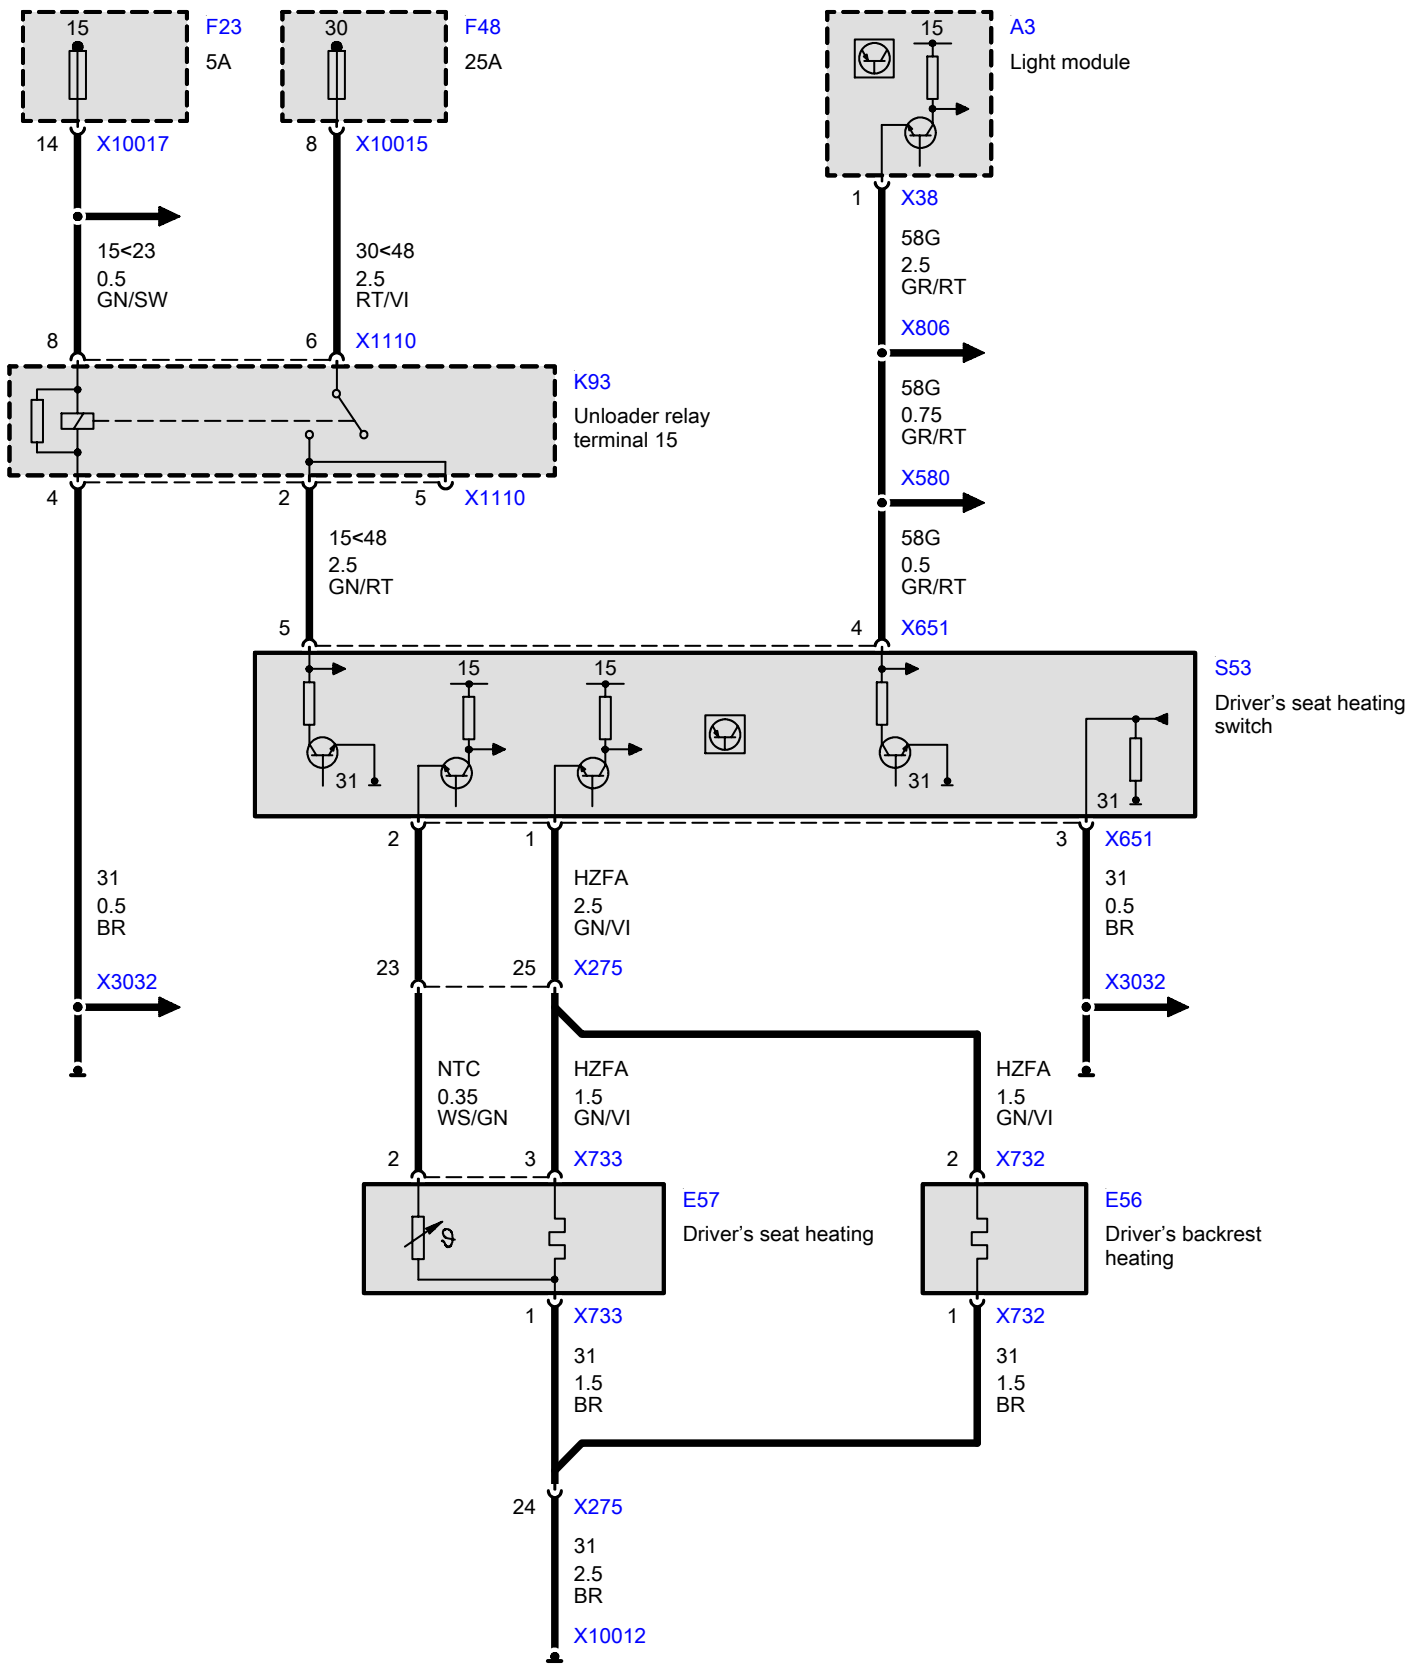 15
F23
5A
30
F48
25A
15
A3
Light module
14
X10017
8
X10015
1
X38
15<23
0.5
GN/SW
30<48
2.5
RT/VI
58G
2.5
GR/RT
8
6
X1110
X806
K93
Unloader relay
terminal 15
58G
0.75
GR/RT
4
2
5
X1110
X580
15<48
2.5
GN/RT
58G
0.5
GR/RT
5
4
X651
15
15
S53
Driver's seat heating
switch
31
31
31
2
1
3
X651
31
0.5
BR
HZFA
2.5
GN/VI
31
0.5
BR
23
25
X275
X3032
X3032
NTC
0.35
WS/GN
HZFA
1.5
GN/VI
HZFA
1.5
GN/VI
2
3
X733
2
X732
E57
Driver's seat heating
E56
Driver's backrest
heating
ϑ
1
X733
1
X732
31
1.5
BR
31
1.5
BR
24
X275
31
2.5
BR
X10012